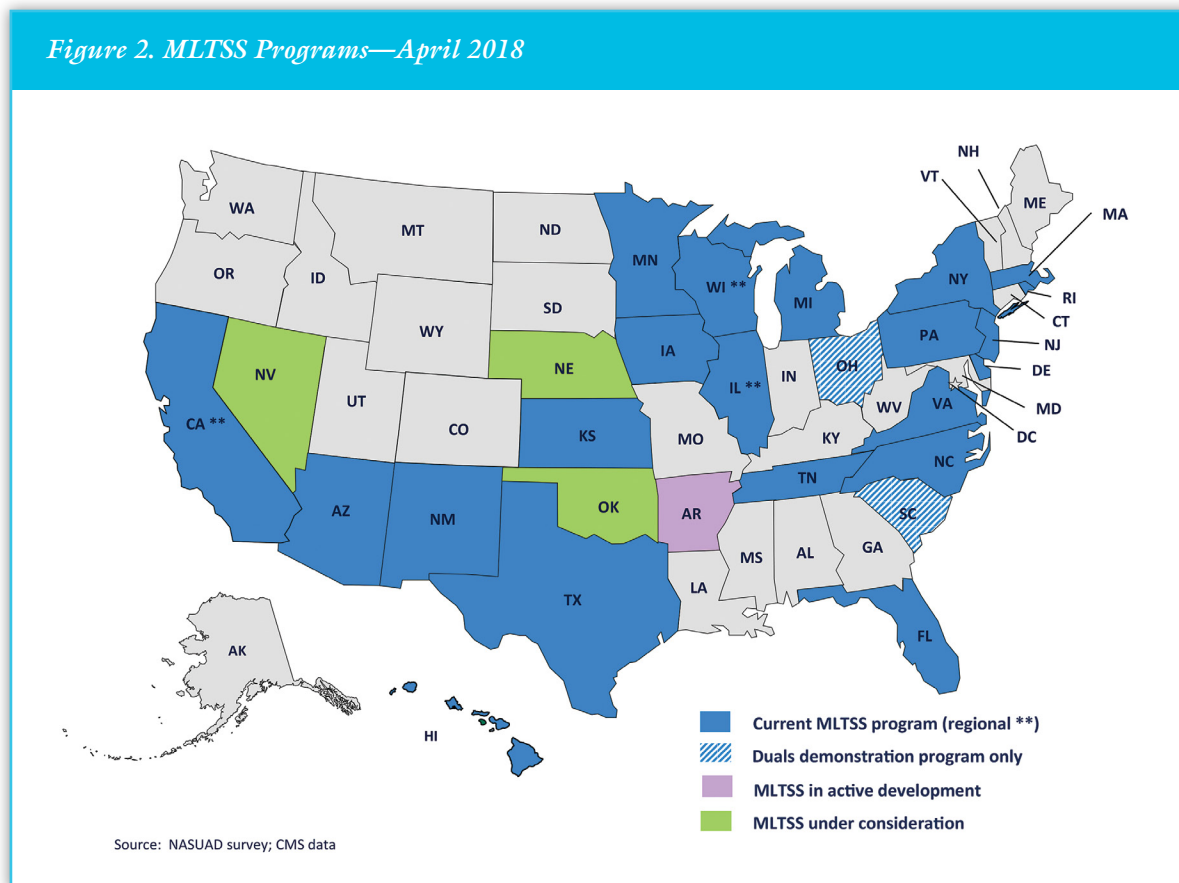 Figure 2. MLTSS Programs—April 2018
NH
VT
WA
ME
MA
MT
ND
MN
OR
ID
NY
WI **
SD
MI
RI
WY
CT
PA
NJ
IA
NE
OH
DE
NV
IN
IL **
UT
WV
VA
MD
CA **
CO
KS
MO
KY
DC
NC
TN
AZ
OK
AR
SC
NM
GA
MS
AL
LA
TX
FL
AK
HI
Current MLTSS program (regional **)
Duals demonstration program only
MLTSS in active development
MLTSS under consideration
Source: NASUAD survey; CMS data